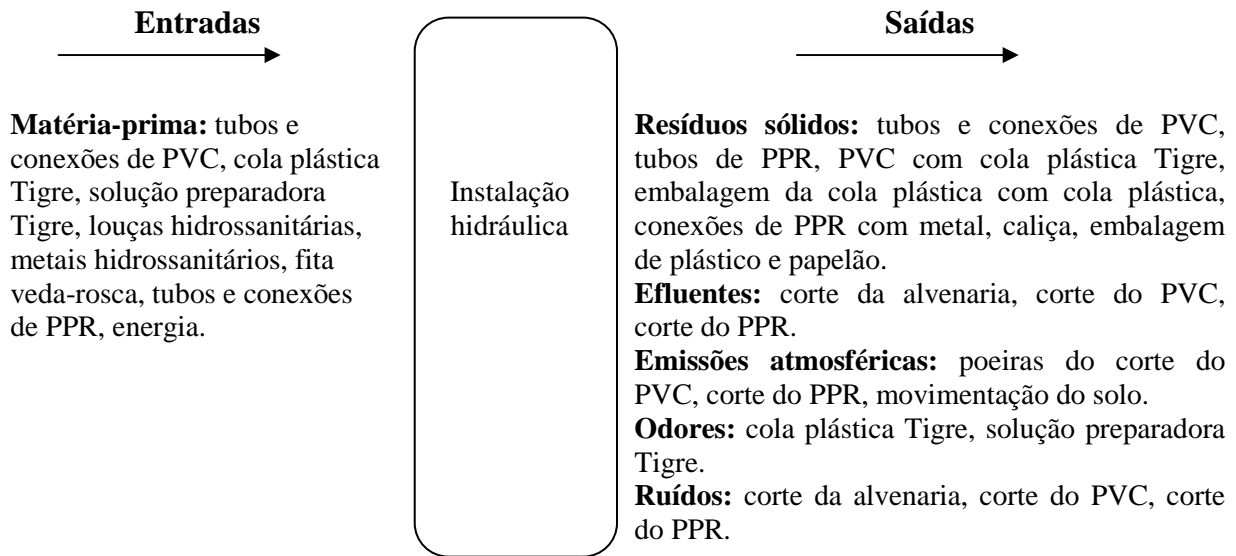 Entradas
Matéria-prima: tubos e
conexões de PVC, cola plástica
Tigre, solução preparadora
Tigre, louças hidrossanitárias,
metais hidrossanitários, fita
veda-rosca, tubos e conexões
de PPR, energia.
Instalação
hidráulica
Saídas
Resíduos sólidos: tubos e conexões de PVC,
tubos de PPR, PVC com cola plástica Tigre,
embalagem da cola plástica com cola plástica,
conexões de PPR com metal, caliça, embalagem
de plástico e papelão.
Efluentes: corte da alvenaria, corte do PVC,
corte do PPR.
Emissões atmosféricas: poeiras do corte do
PVC, corte do PPR, movimentação do solo.
Odores: cola plástica Tigre, solução preparadora
Tigre.
Ruídos: corte da alvenaria, corte do PVC, corte
do PPR.